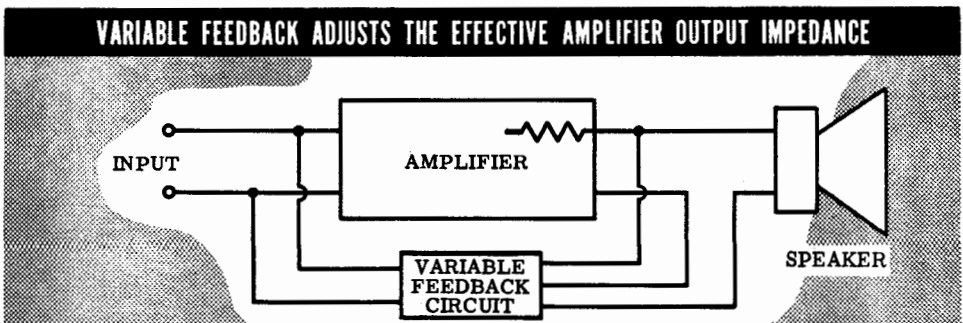 VARIABLE FEEDBACK ADJUSTS THE EFFECTIVE AMPLIFIER OUTPUT IMPEDANCE
INPUT
AMPLIFIER
SPEAKER
VARIABLE
FEEDBACK
CIRCUIT